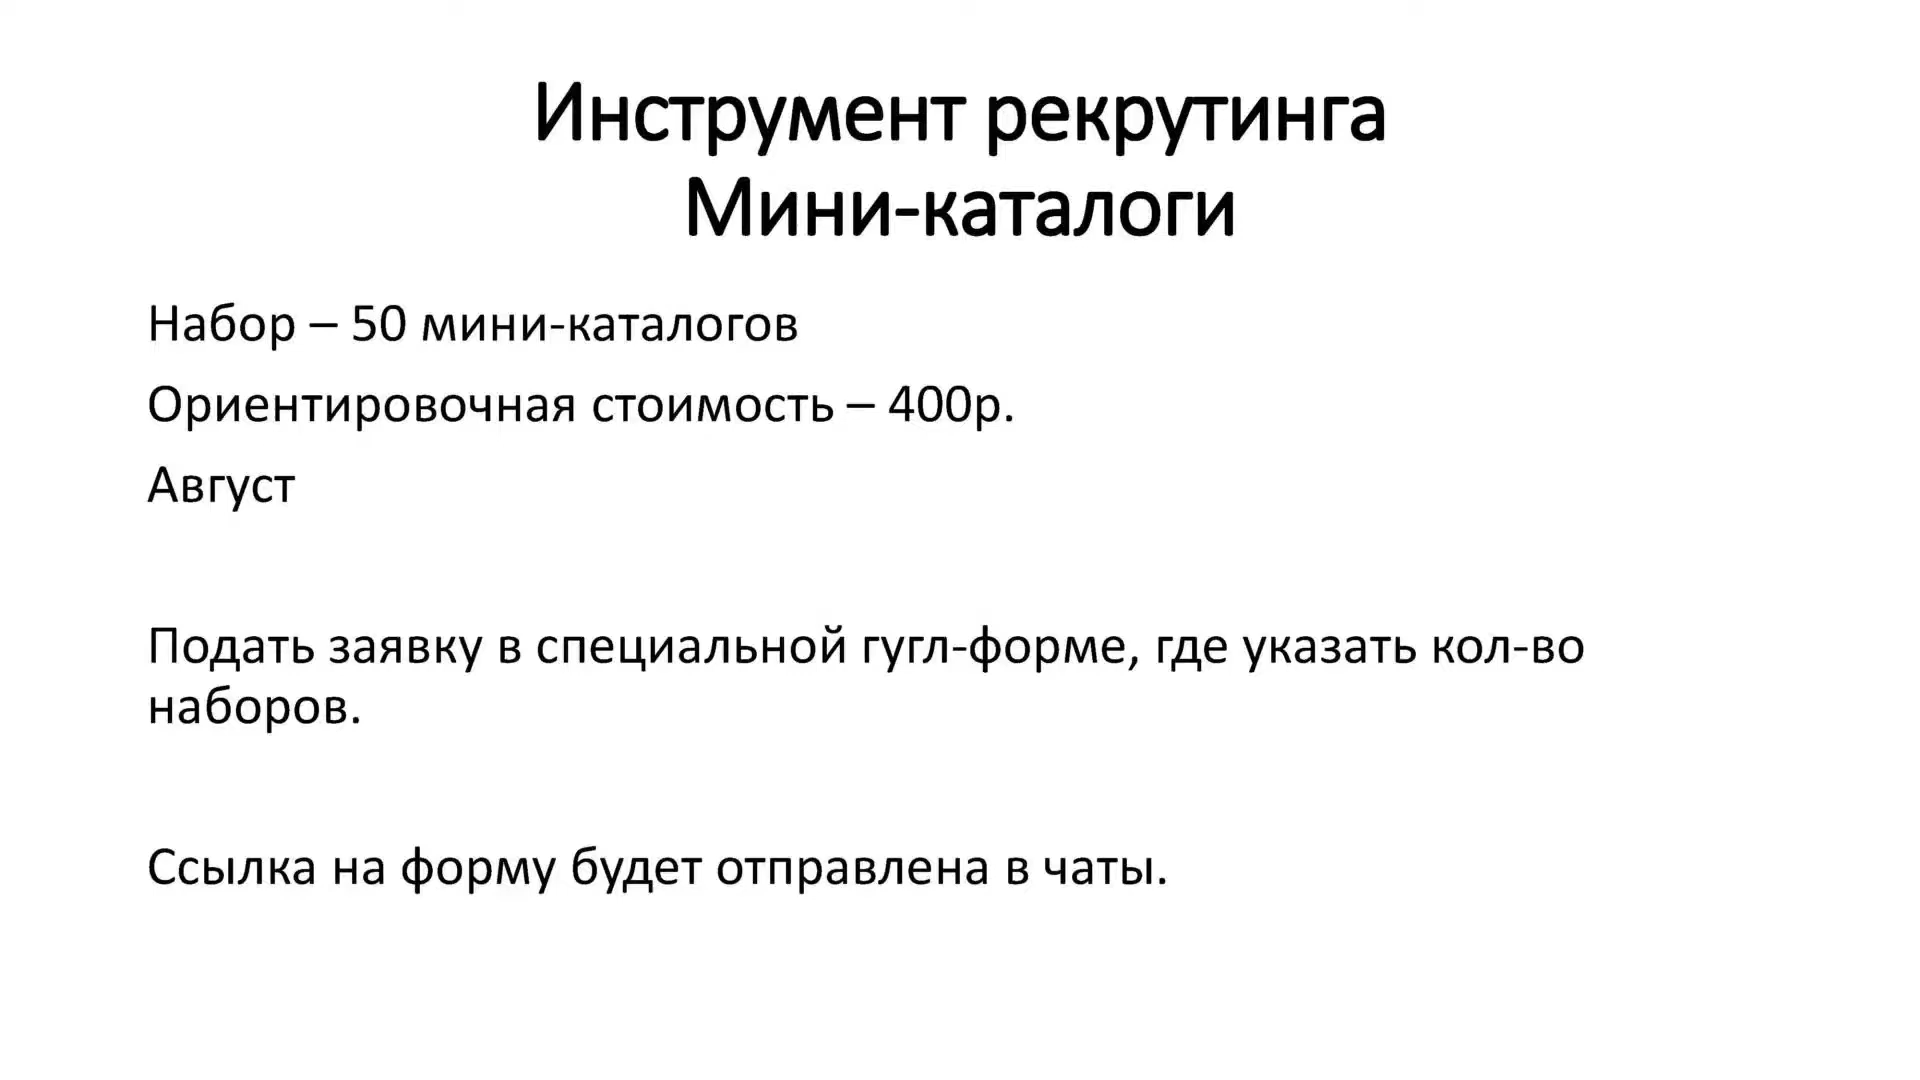 Инструмент рекрутинга
Мини-каталоги
Набор – 50 мини-каталогов
Ориентировочная стоимость – 400р.
Август
Подать заявку в специальной гугл-форме, где указать кол-во
наборов.
Ссылка на форму будет отправлена в чаты.